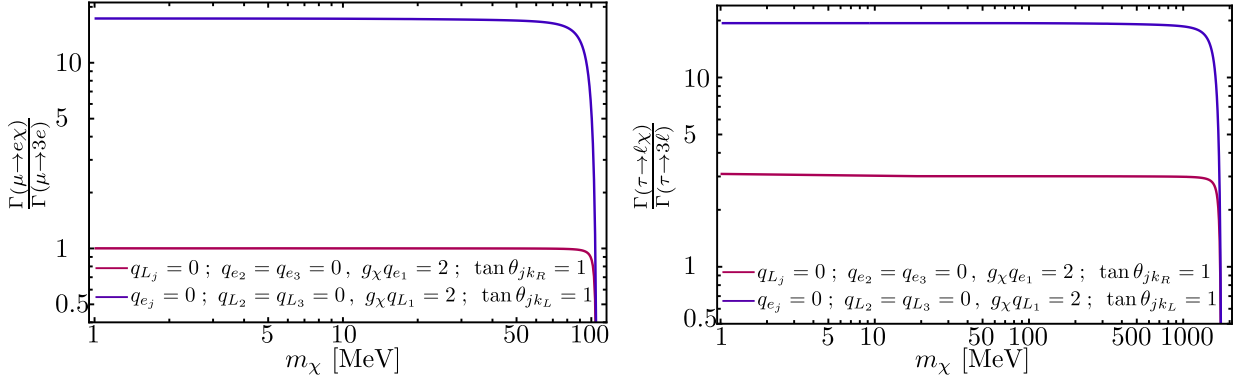 Γ(μ→eχ)
Γ(μ→3e)
10
5
1
0.5
q_{L_j} = 0 ; q_{e_2} = q_{e_3} = 0 , g_χ q_{e_1} = 2 ; tan θ_{jk_R} = 1
q_{e_j} = 0 ; q_{L_2} = q_{L_3} = 0 , g_χ q_{L_1} = 2 ; tan θ_{jk_L} = 1
1 5 10 50 100
m_χ [MeV]
Γ(τ→ℓχ)
Γ(τ→3ℓ)
10
5
1
0.5
q_{L_j} = 0 ; q_{e_2} = q_{e_3} = 0 , g_χ q_{e_1} = 2 ; tan θ_{jk_R} = 1
q_{e_j} = 0 ; q_{L_2} = q_{L_3} = 0 , g_χ q_{L_1} = 2 ; tan θ_{jk_L} = 1
1 5 10 50 100 500 1000
m_χ [MeV]